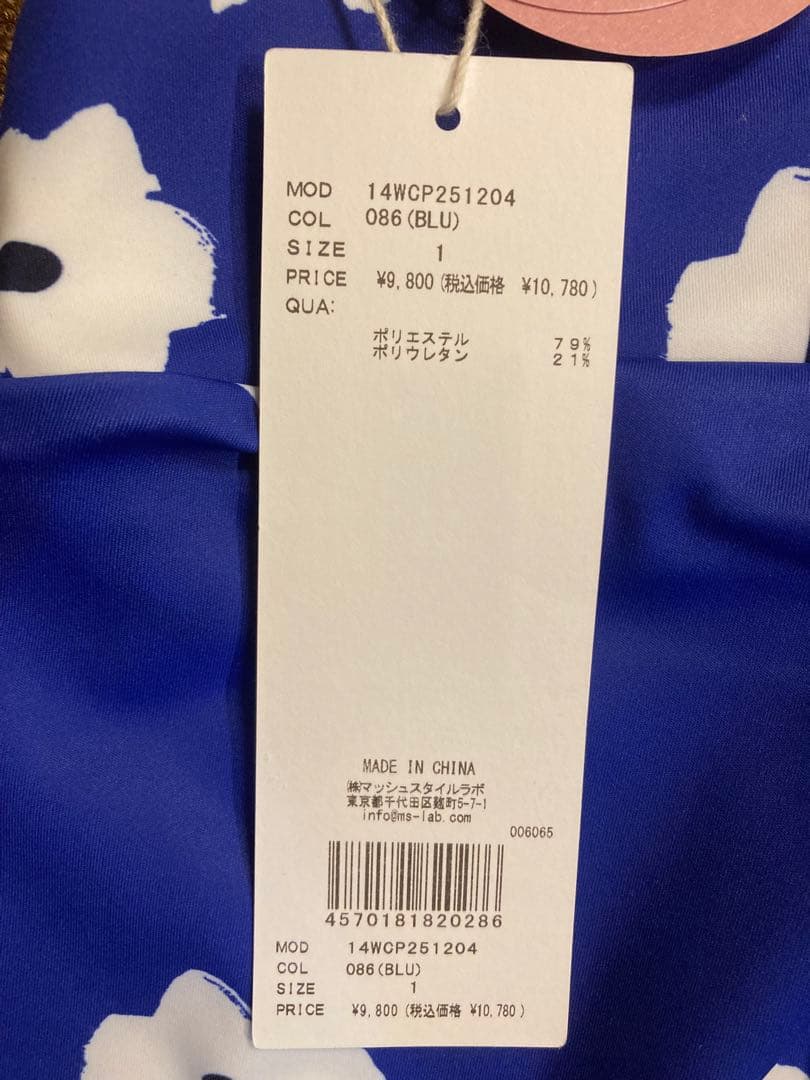 MOD 14WCP251204
COL 086(BLU)
SIZE 1
PRICE ¥9,800(税込価格 ¥10,780)
QUA:
ポリエステル 79%
ポリウレタン 21%
MADE IN CHINA
㈱マッシュスタイルラボ
東京都千代田区麹町5-7-1
info@ms-lab.com
006065
4570181820286
MOD 14WCP251204
COL 086(BLU)
SIZE 1
PRICE ¥9,800(税込価格 ¥10,780)